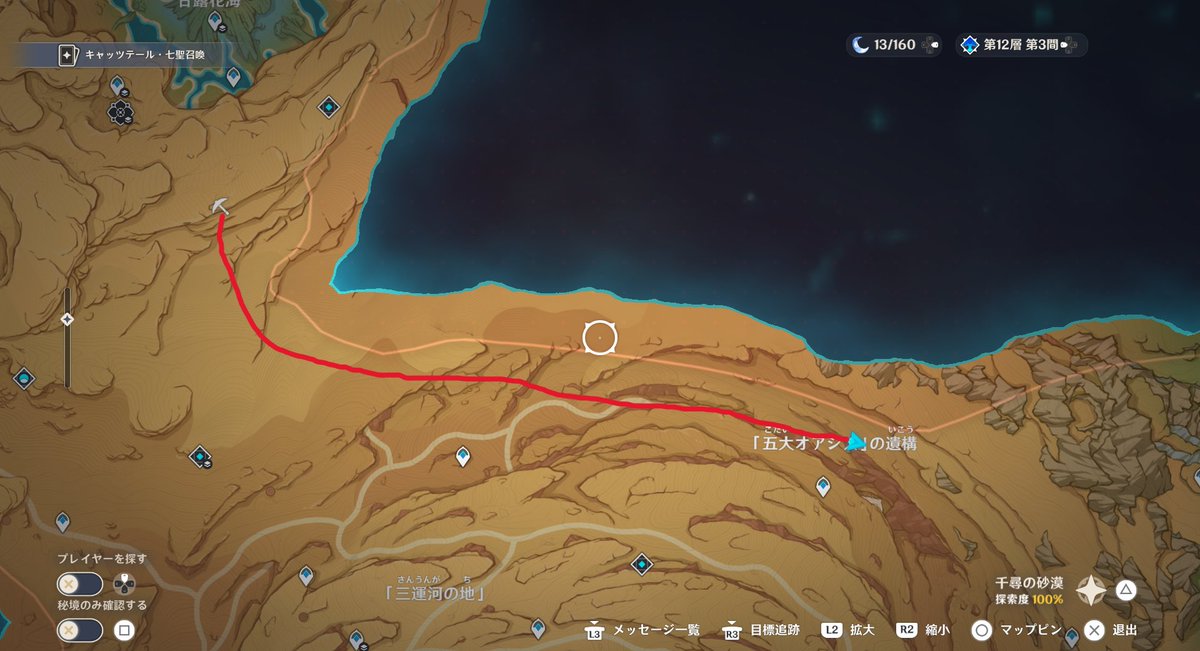 甘露花海
キャッツテール・七聖召喚
13/160
第12層 第3間
こだい いこう
「五大オアシス」の遺構
さんうんが ち
「三運河の地」
プレイヤーを探す
秘境のみ確認する
千尋の砂漠
探索度 100%
L3 メッセージ一覧 R3 目標追跡 L2 拡大 R2 縮小 マップピン 退出